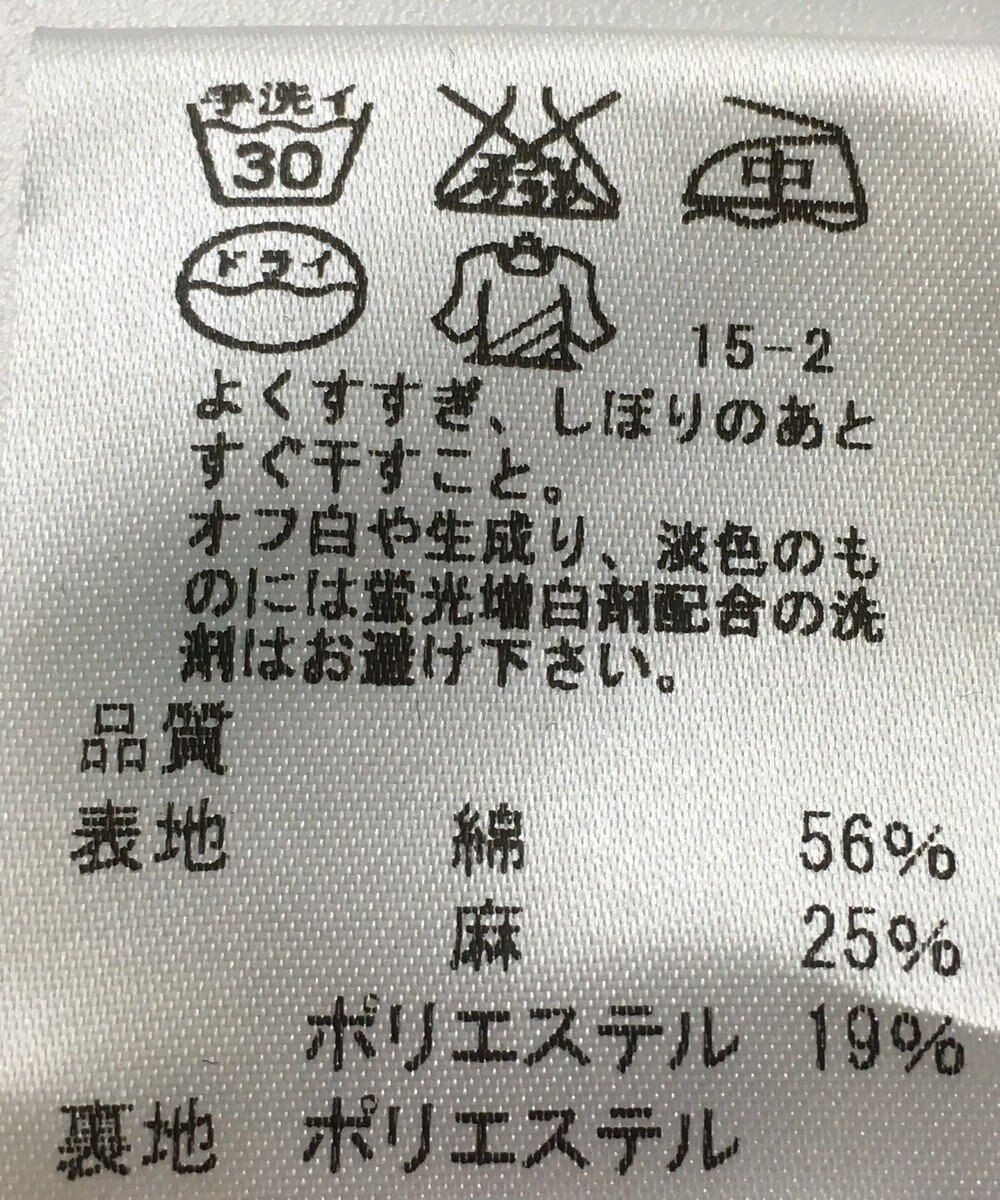 手洗イ
30
エンソサラシ
中
ドライ
15-2
よくすすぎ、しぼりのあと
すぐ干すこと。
オフ白や生成り、淡色のも
のには蛍光増白剤配合の洗
剤はお避け下さい。
品質
表地 綿 56%
麻 25%
ポリエステル 19%
裏地 ポリエステル